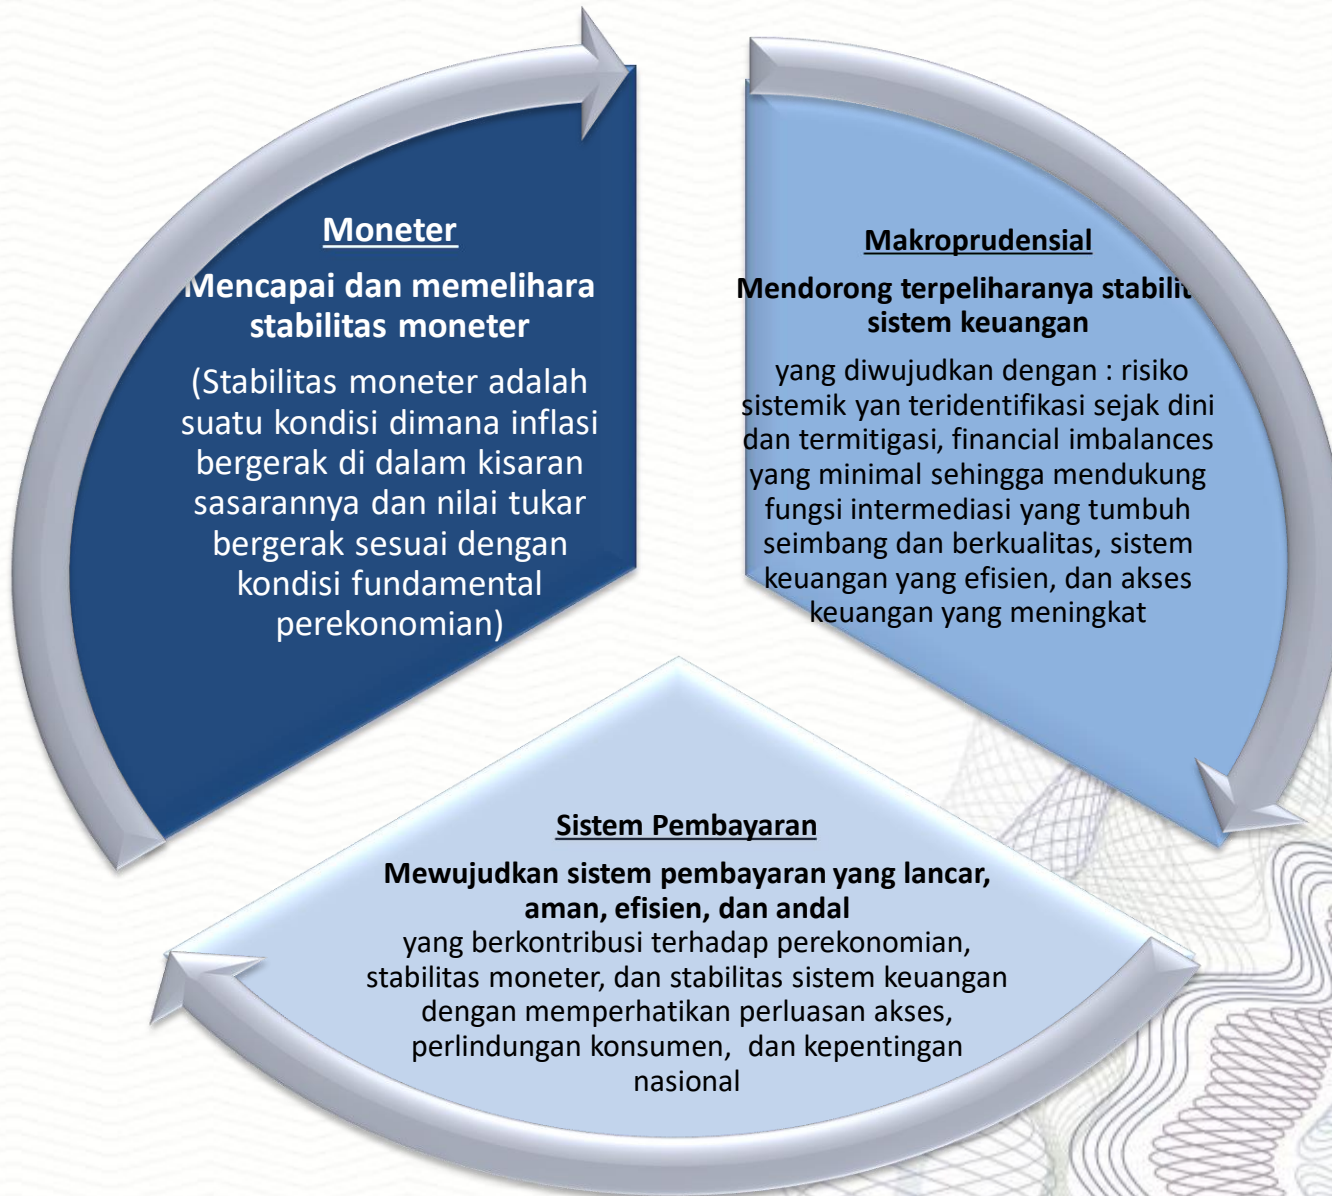 Moneter
Mencapai dan memelihara
stabilitas moneter
(Stabilitas moneter adalah
suatu kondisi dimana inflasi
bergerak di dalam kisaran
sasarannya dan nilai tukar
bergerak sesuai dengan
kondisi fundamental
perekonomian)
Makroprudensial
Mendorong terpeliharanya stabilit
sistem keuangan
yang diwujudkan dengan : risiko
sistemik yan teridentifikasi sejak dini
dan termitigasi, financial imbalances
yang minimal sehingga mendukung
fungsi intermediasi yang tumbuh
seimbang dan berkualitas, sistem
keuangan yang efisien, dan akses
keuangan yang meningkat
Sistem Pembayaran
Mewujudkan sistem pembayaran yang lancar,
aman, efisien, dan andal
yang berkontribusi terhadap perekonomian,
stabilitas moneter, dan stabilitas sistem keuangan
dengan memperhatikan perluasan akses,
perlindungan konsumen, dan kepentingan
nasional